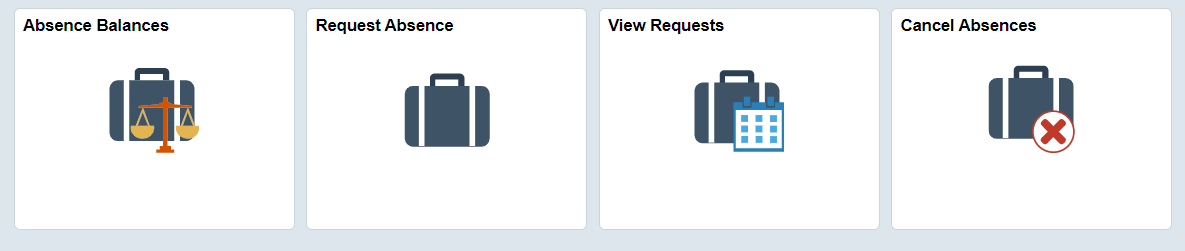 Absence Balances
Request Absence
View Requests
Cancel Absences